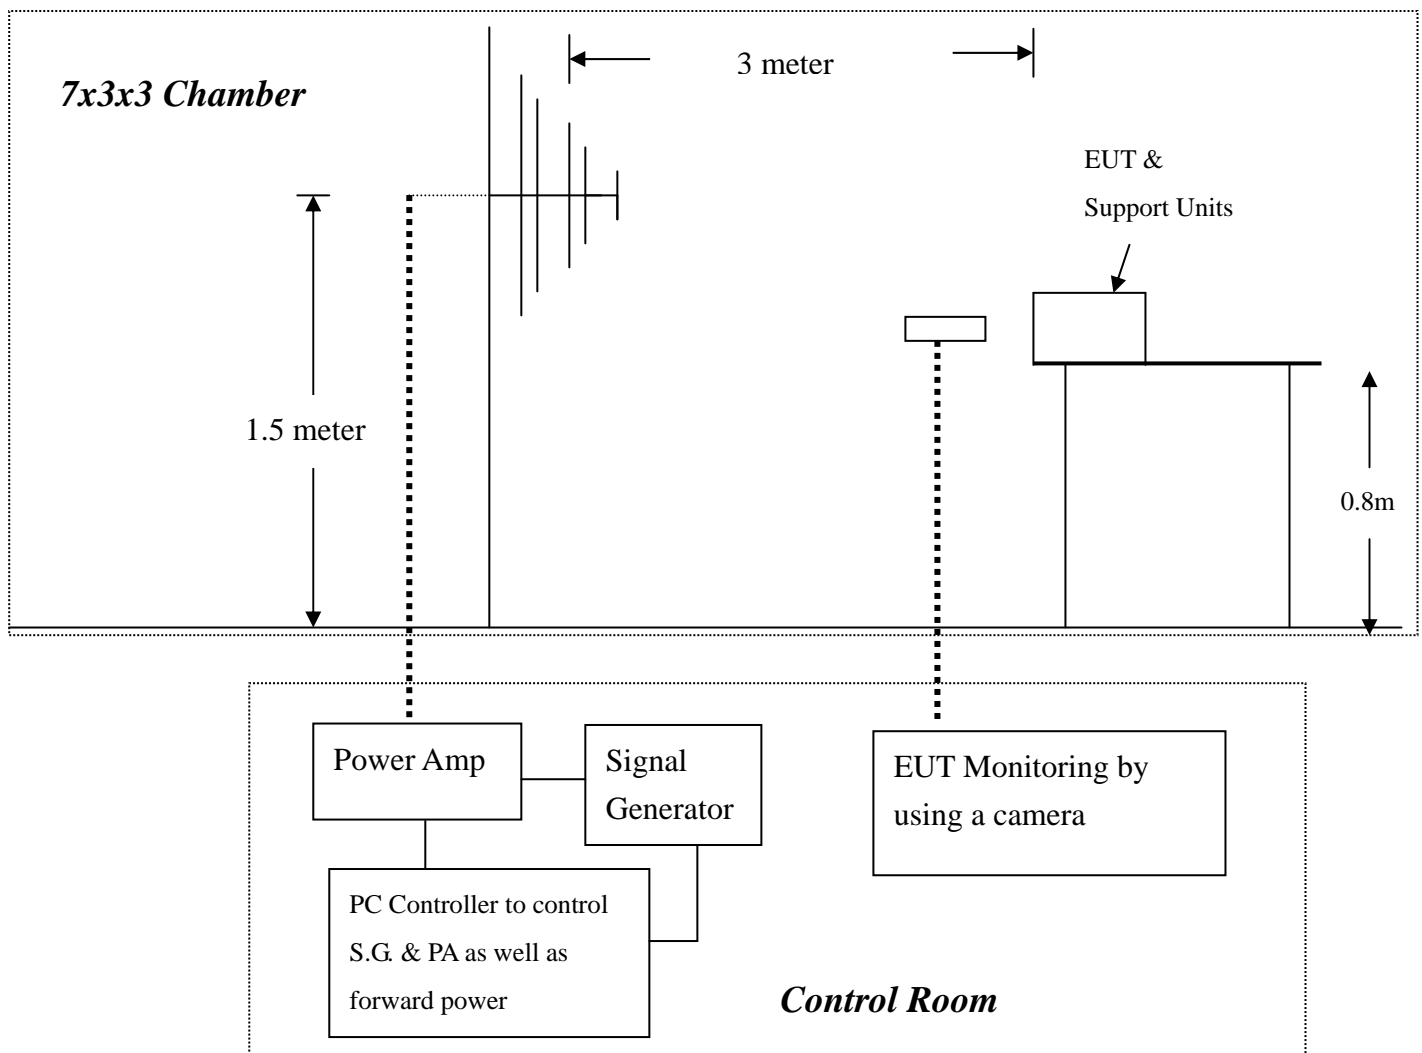 7x3x3 Chamber
3 meter
EUT &
Support Units
1.5 meter
0.8m
Power Amp
Signal
Generator
EUT Monitoring by
using a camera
PC Controller to control
S.G. & PA as well as
forward power
Control Room